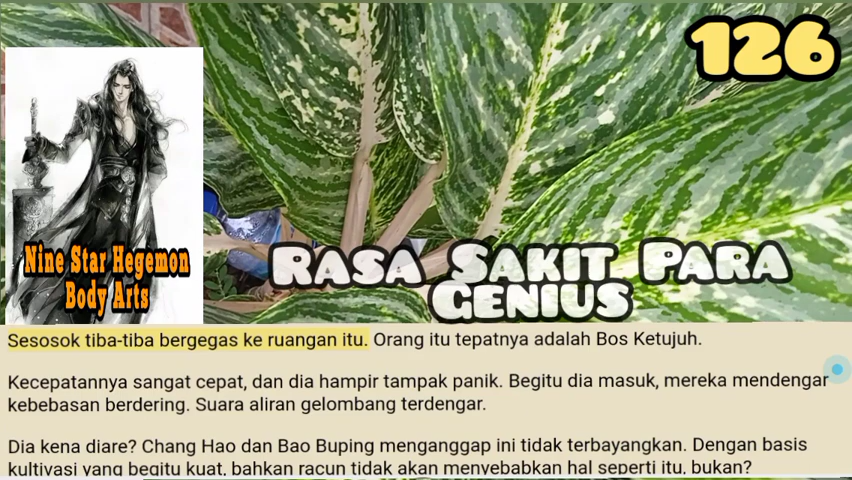 126
Nine Star Hegemon
Body Arts
RASA SAKIT PARA
GENIUS
Sesosok tiba-tiba bergegas ke ruangan itu. Orang itu tepatnya adalah Bos Ketujuh.
Kecepatannya sangat cepat, dan dia hampir tampak panik. Begitu dia masuk, mereka mendengar
kebebasan berdering. Suara aliran gelombang terdengar.
Dia kena diare? Chang Hao dan Bao Buping menganggap ini tidak terbayangkan. Dengan basis
kultivasi yang begitu kuat, bahkan racun tidak akan menyebabkan hal seperti itu, bukan?